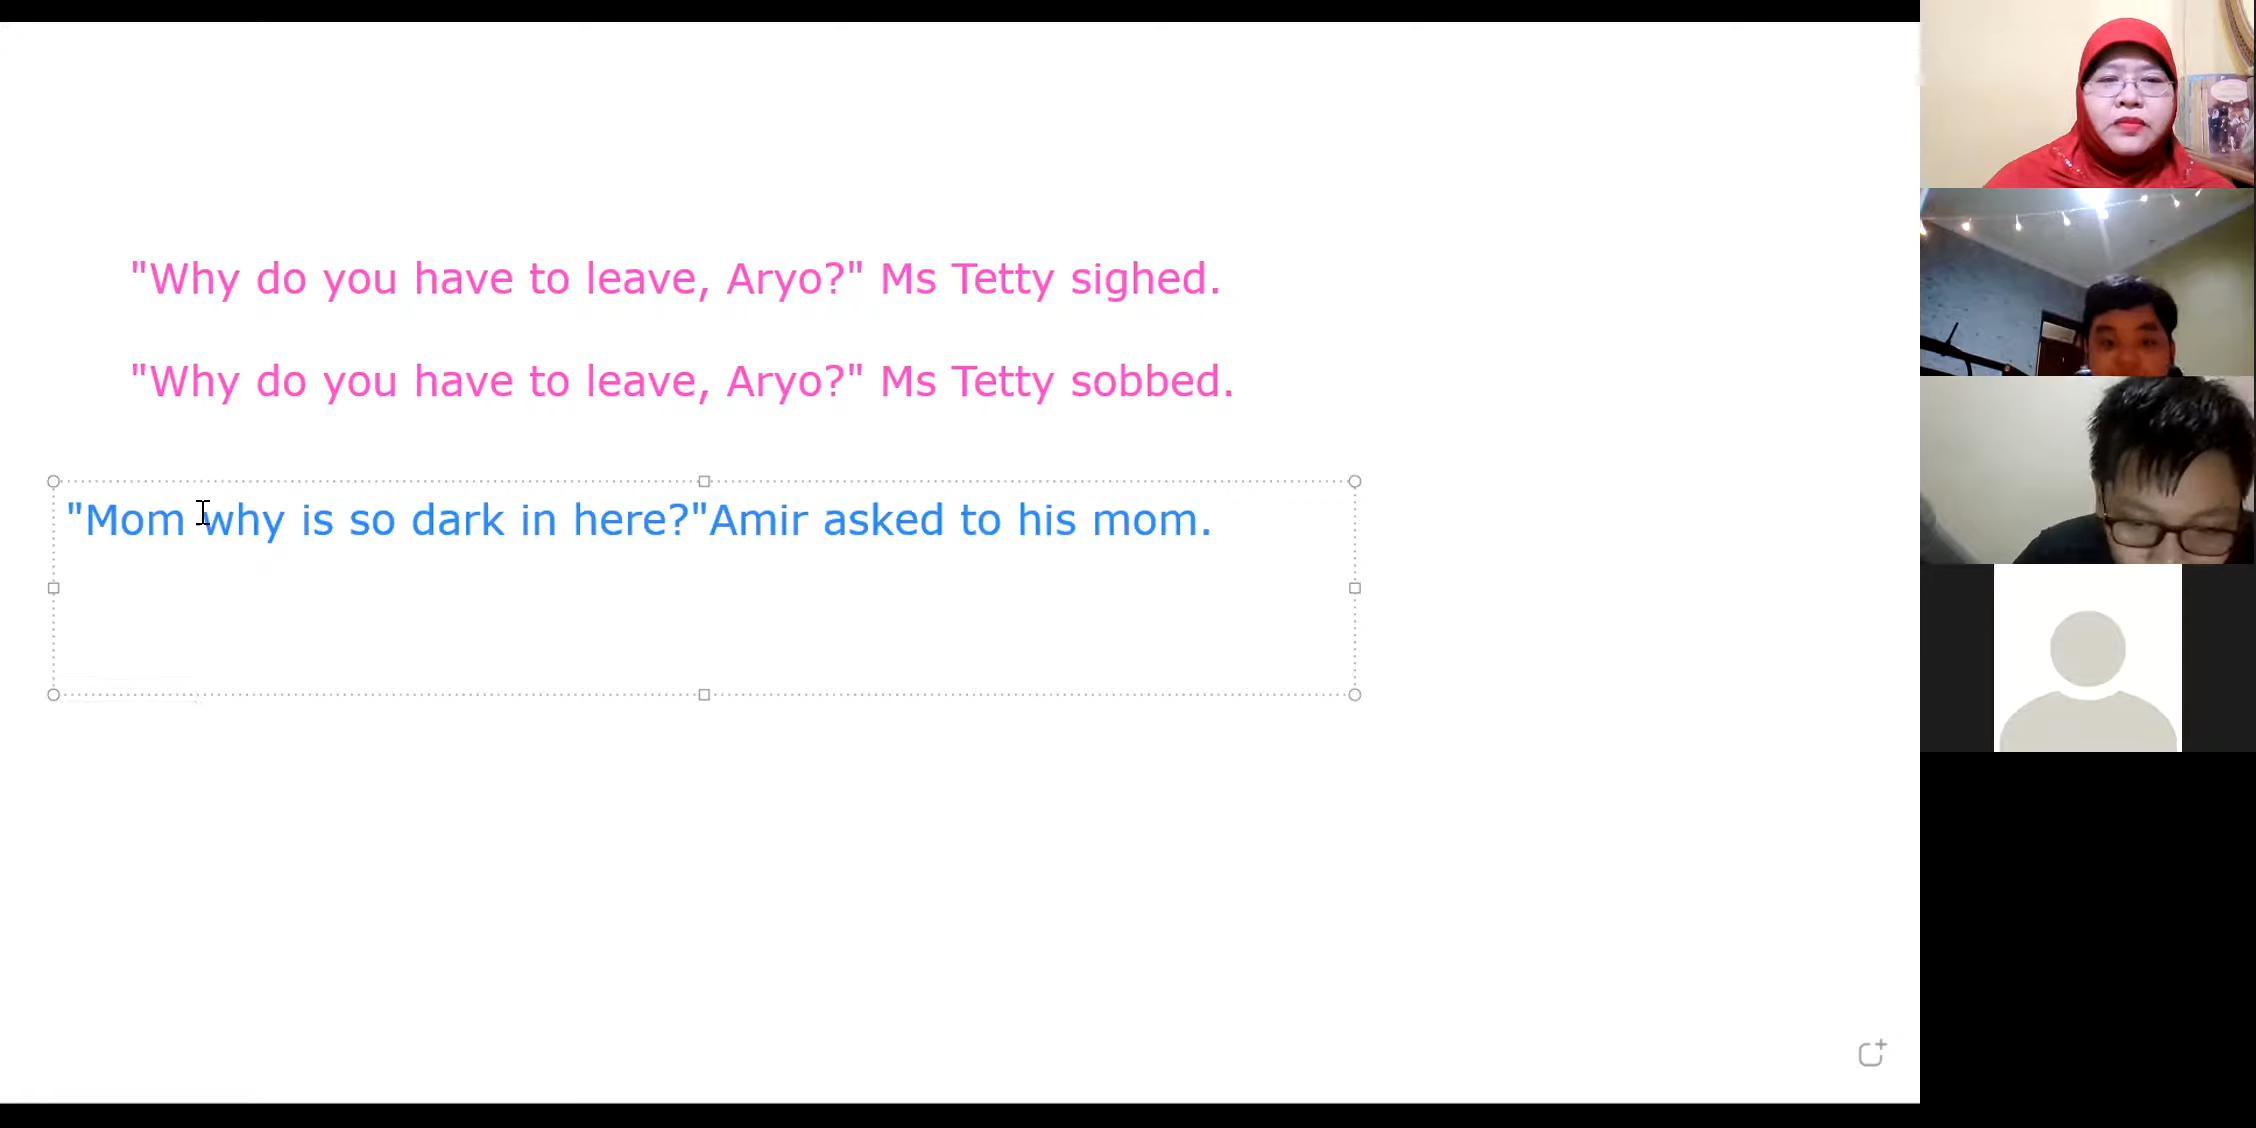 "Why do you have to leave, Aryo?" Ms Tetty sighed.
"Why do you have to leave, Aryo?" Ms Tetty sobbed.
"Mom why is so dark in here?"Amir asked to his mom.